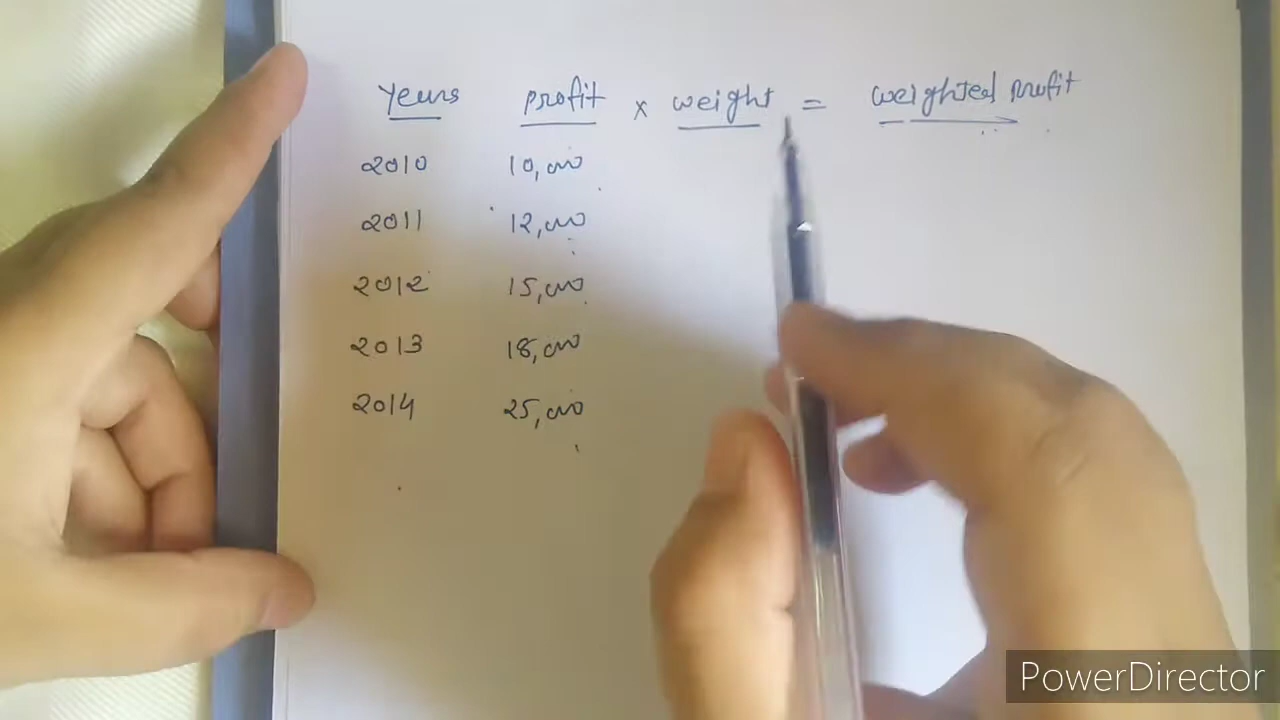 Years profit × weight = weighted profit
2010 10,000
2011 12,000
2012 15,000
2013 18,000
2014 25,000
PowerDirector